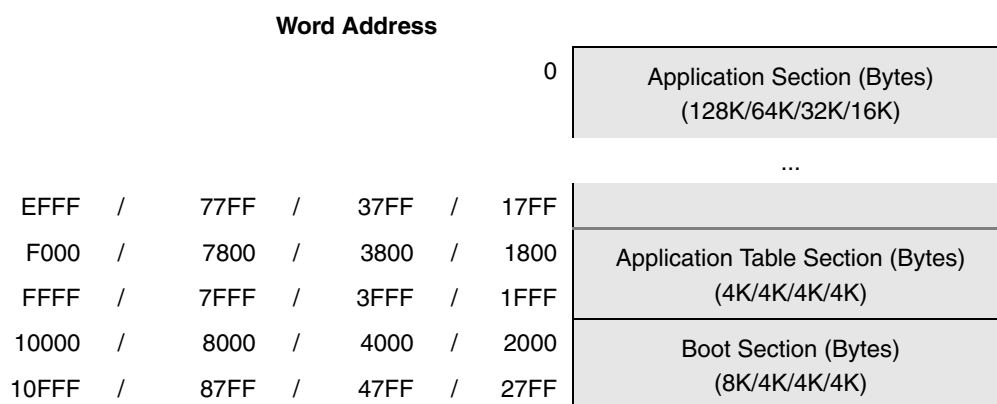 Word Address
0
Application Section (Bytes)
(128K/64K/32K/16K)
...
EFFF / 77FF / 37FF / 17FF
F000 / 7800 / 3800 / 1800
Application Table Section (Bytes)
FFFF / 7FFF / 3FFF / 1FFF
(4K/4K/4K/4K)
10000 / 8000 / 4000 / 2000
Boot Section (Bytes)
10FFF / 87FF / 47FF / 27FF
(8K/4K/4K/4K)